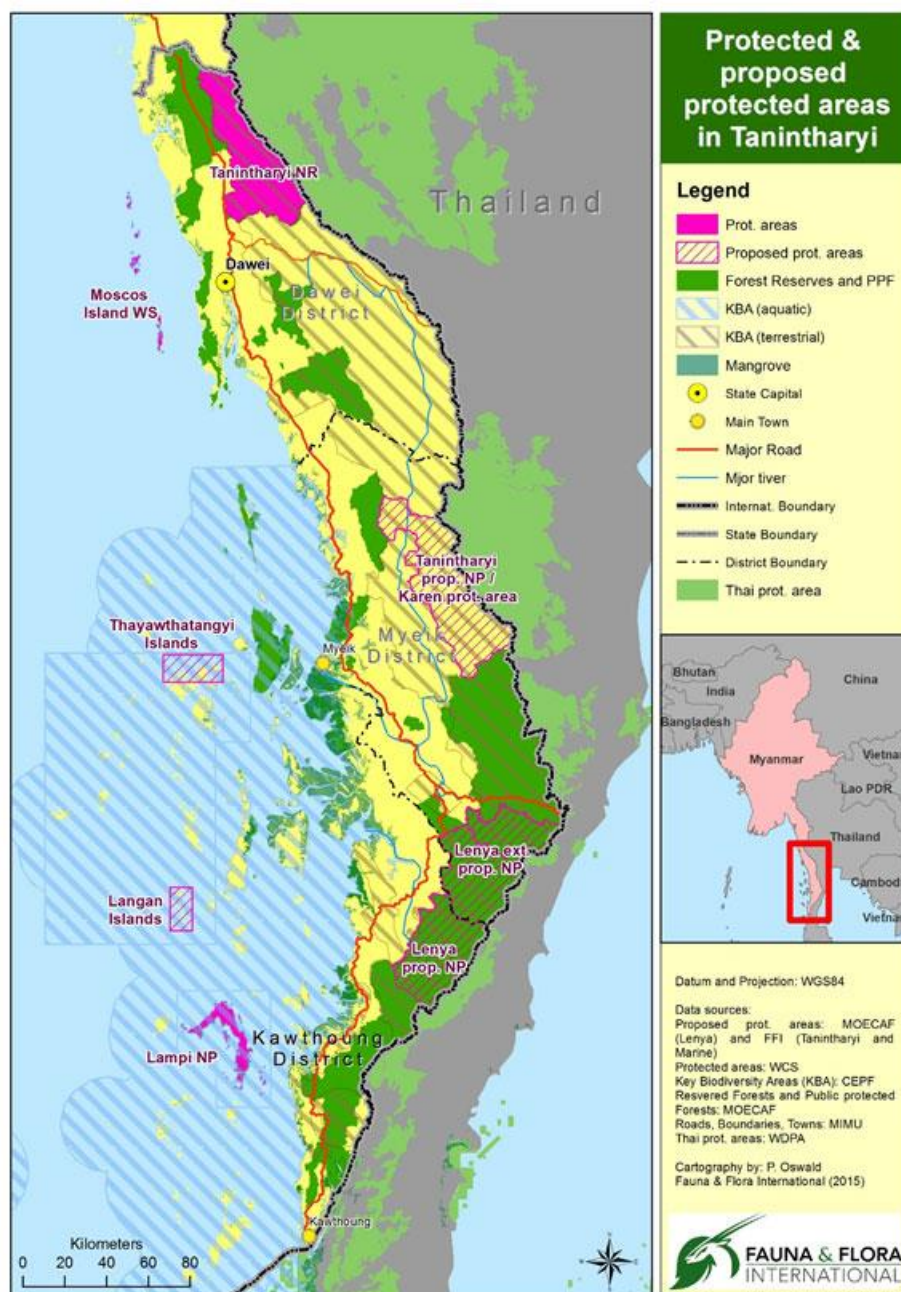 Protected &
proposed
protected areas
in Tanintharyi
Legend
Prot. areas
Proposed prot. areas
Forest Reserves and PPF
KBA (aquatic)
KBA (terrestrial)
Mangrove
State Capital
Main Town
Major Road
Mjor tiver
Internat. Boundary
State Boundary
District Boundary
Thai prot. area
Tanintharyi NR
Thailand
Dawei
Moscos
Island WS
Dawei
District
Tanintharyi
prop. NP /
Karen prot. area
Thayawthatangyi
Islands
Myeik
Myeik
District
Lenya ext.
prop. NP
Langan
Islands
Lenya
prop. NP
Kawthoung
District
Lampi NP
Kawthoung
Kilometers
0 20 40 60 80
Bhutan
India
China
Bangladesh
Myanmar
Vietnam
Lao PDR
Thailand
Cambod
Vietna
Datum and Projection: WGS84
Data sources:
Proposed prot. areas: MOECAF
(Lenya) and FFI (Tanintharyi and
Marine)
Protected areas: WCS
Key Biodiversity Areas (KBA): CEPF
Resverved Forests and Public protected
Forests: MOECAF
Roads, Boundaries, Towns: MIMU
Thai prot. areas: WDPA
Cartography by: P. Oswald
Fauna & Flora International (2015)
FAUNA & FLORA
INTERNATIONAL